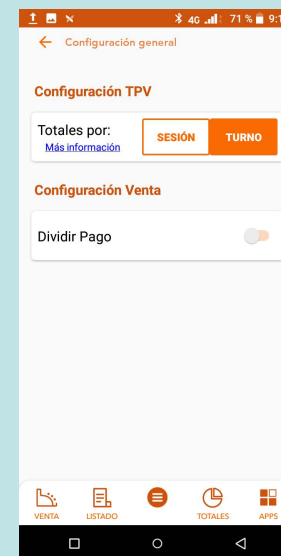 4G 71 % 9:1
Configuración general
Configuración TPV
Totales por:
Más información
SESIÓN
TURNO
Configuración Venta
Dividir Pago
VENTA LISTADO TOTALES APPS